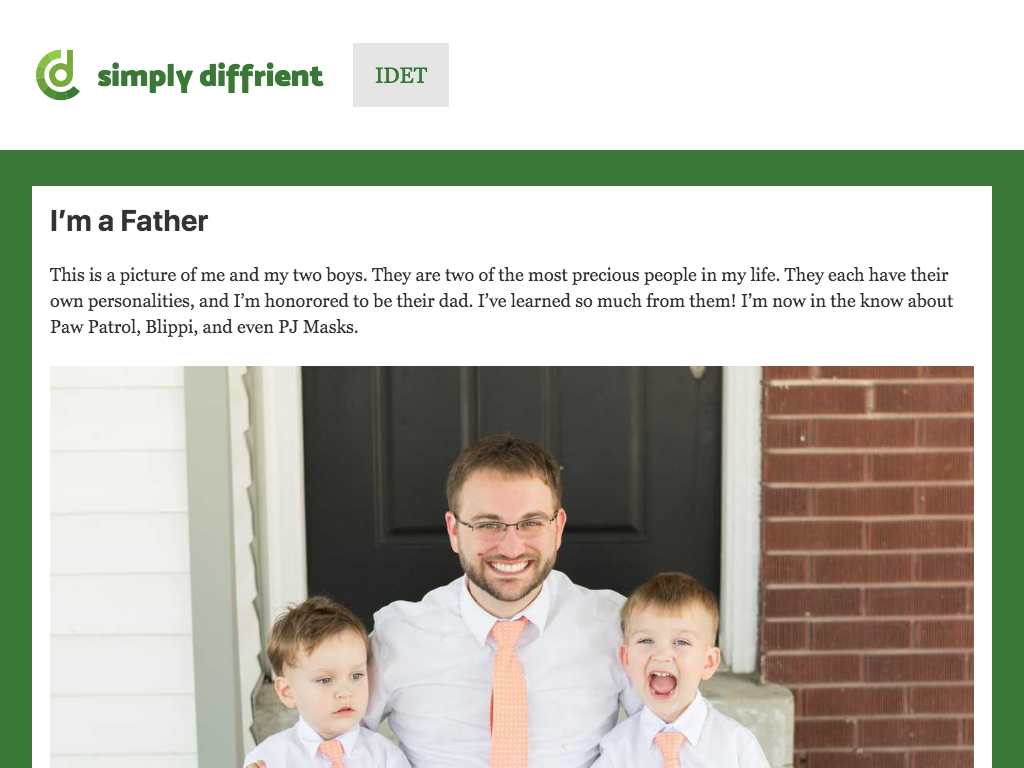 simply diffrient
IDET
I’m a Father
This is a picture of me and my two boys. They are two of the most precious people in my life. They each have their
own personalities, and I’m honorored to be their dad. I’ve learned so much from them! I’m now in the know about
Paw Patrol, Blippi, and even PJ Masks.